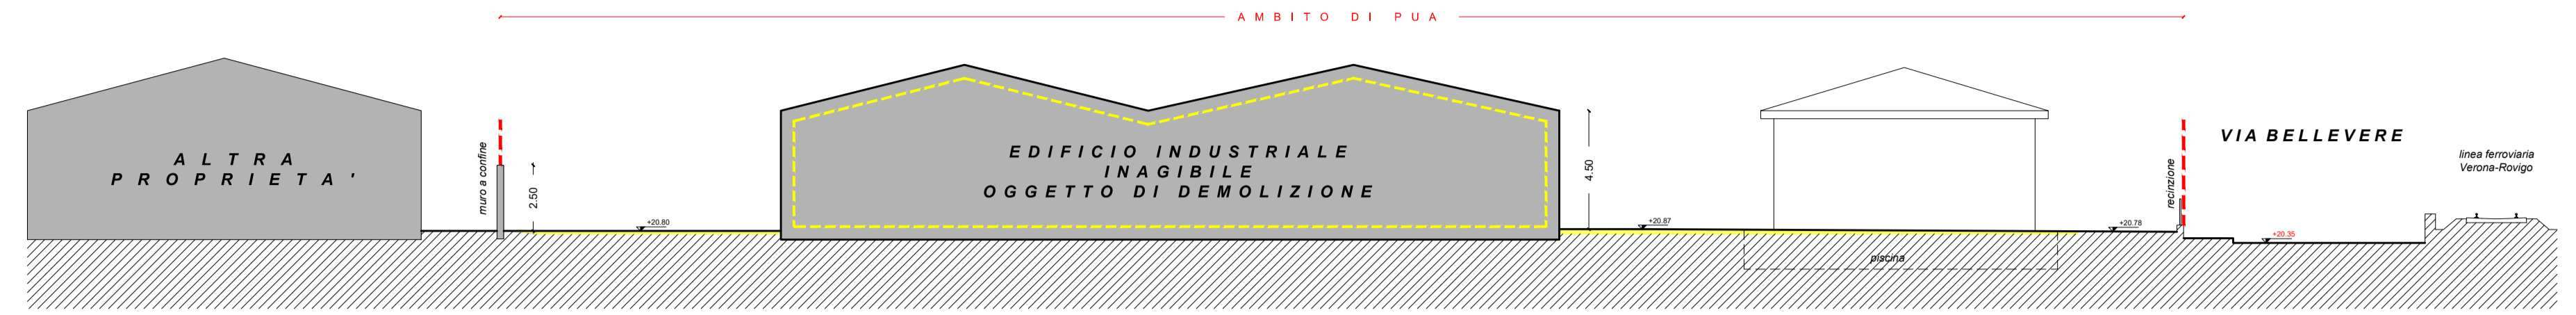 AMBITO DI PUA
ALTRA
PROPRIETA'
muro a confine
2.50
+20.80
EDIFICIO INDUSTRIALE
INAGIBILE
OGGETTO DI DEMOLIZIONE
4.50
+20.87
piscina
+20.78
recinzione
VIA BELLEVERE
+20.35
linea ferroviaria
Verona-Rovigo